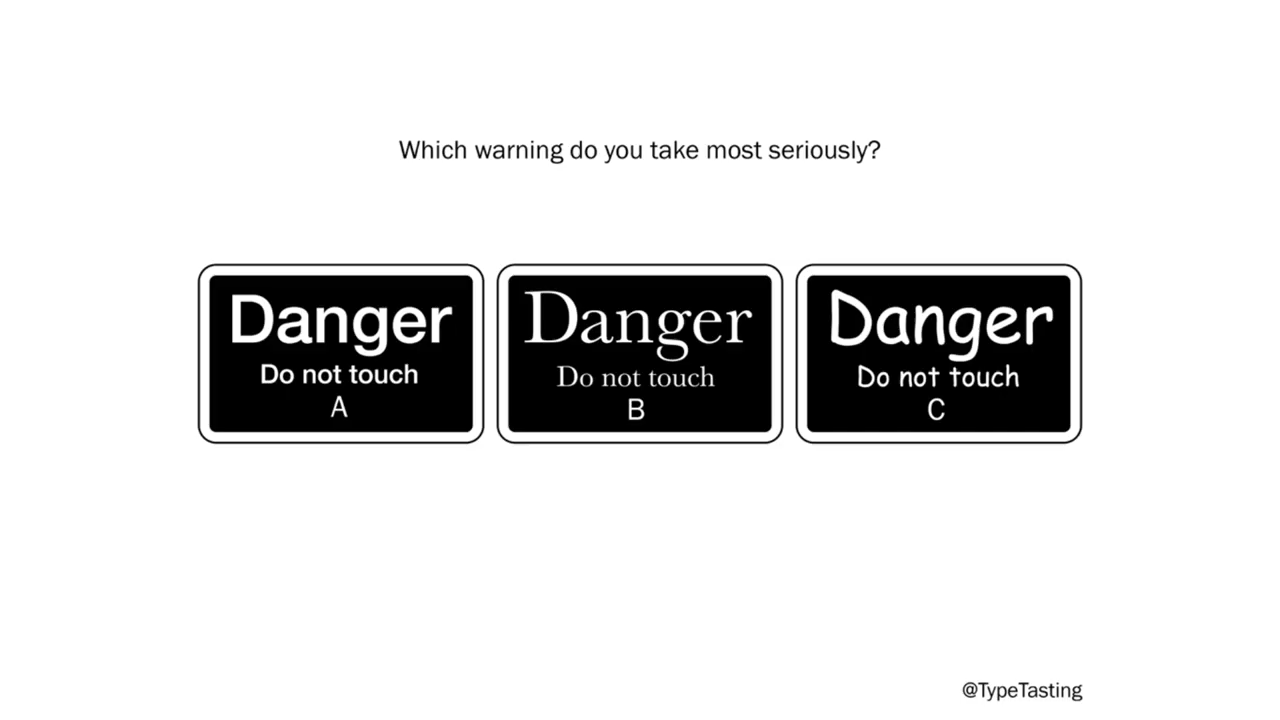 Which warning do you take most seriously?
Danger
Do not touch
A
Danger
Do not touch
B
Danger
Do not touch
C
@TypeTasting